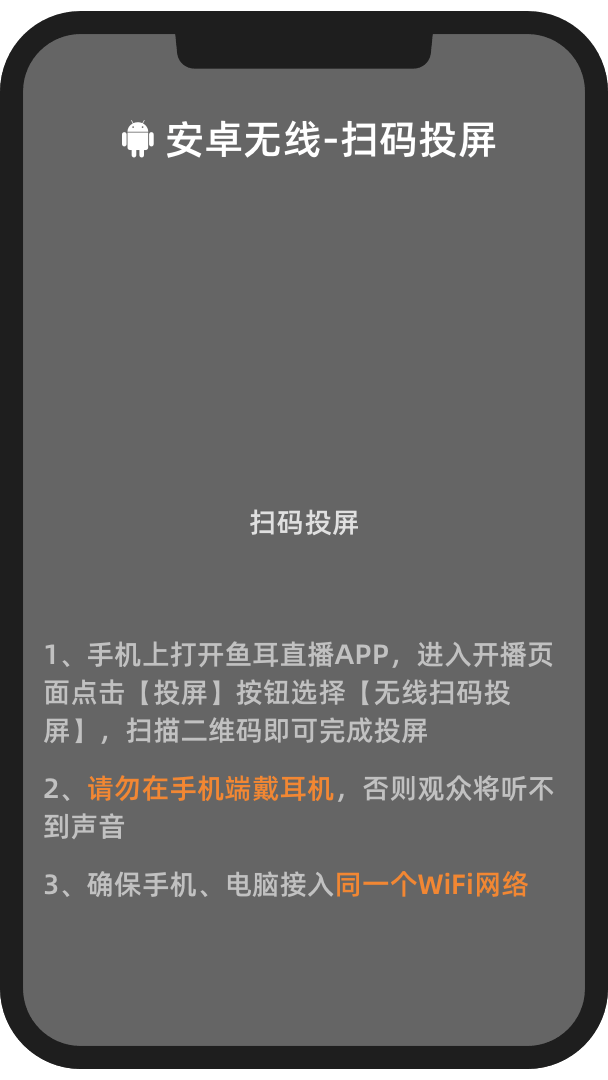 安卓无线-扫码投屏
扫码投屏
1、手机上打开鱼耳直播APP，进入开播页
面点击【投屏】按钮选择【无线扫码投
屏】，扫描二维码即可完成投屏
2、请勿在手机端戴耳机，否则观众将听不
到声音
3、确保手机、电脑接入同一个WiFi网络